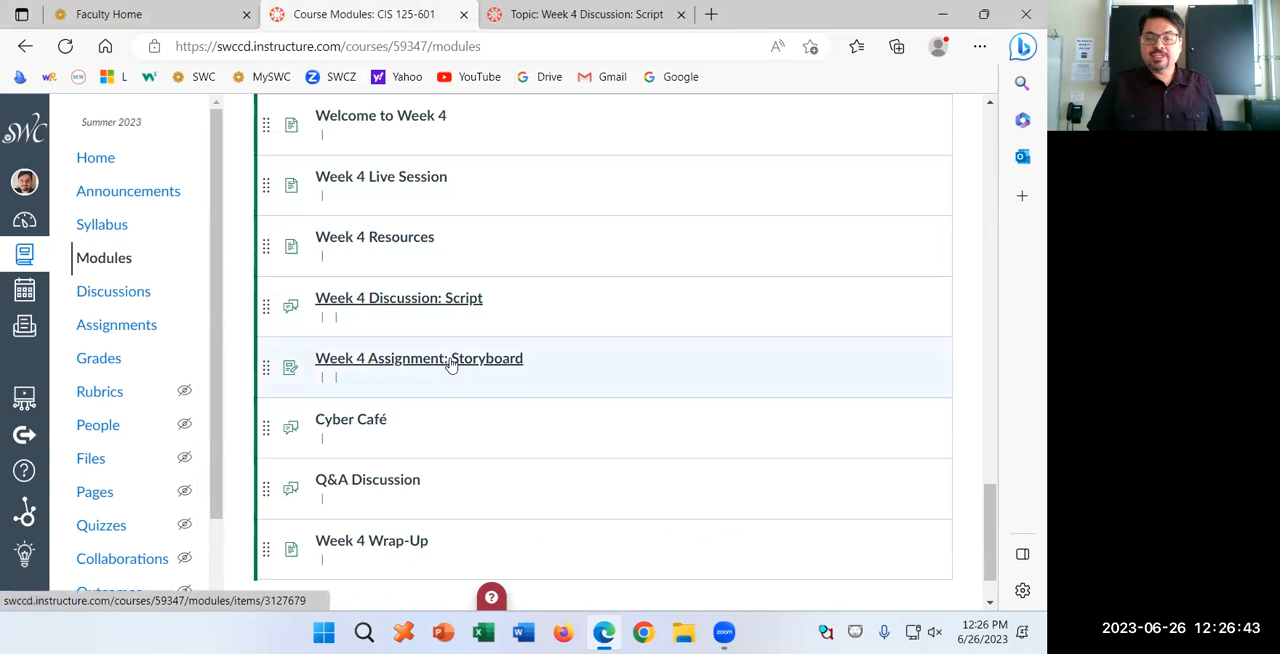 Faculty Home
Course Modules: CIS 125-601
Topic: Week 4 Discussion: Script
https://swccd.instructure.com/courses/59347/modules
L
SWC
MySWC
SWCZ
Yahoo
YouTube
Drive
Gmail
Google
SWC
Summer 2023
Home
Announcements
Syllabus
Modules
Discussions
Assignments
Grades
Rubrics
People
Files
Pages
Quizzes
Collaborations
Welcome to Week 4
Week 4 Live Session
Week 4 Resources
Week 4 Discussion: Script
Week 4 Assignment: Storyboard
Cyber Café
Q&A Discussion
Week 4 Wrap-Up
swccd.instructure.com/courses/59347/modules/items/3127679
zoom
12:26 PM
6/26/2023
2023-06-26 12:26:43